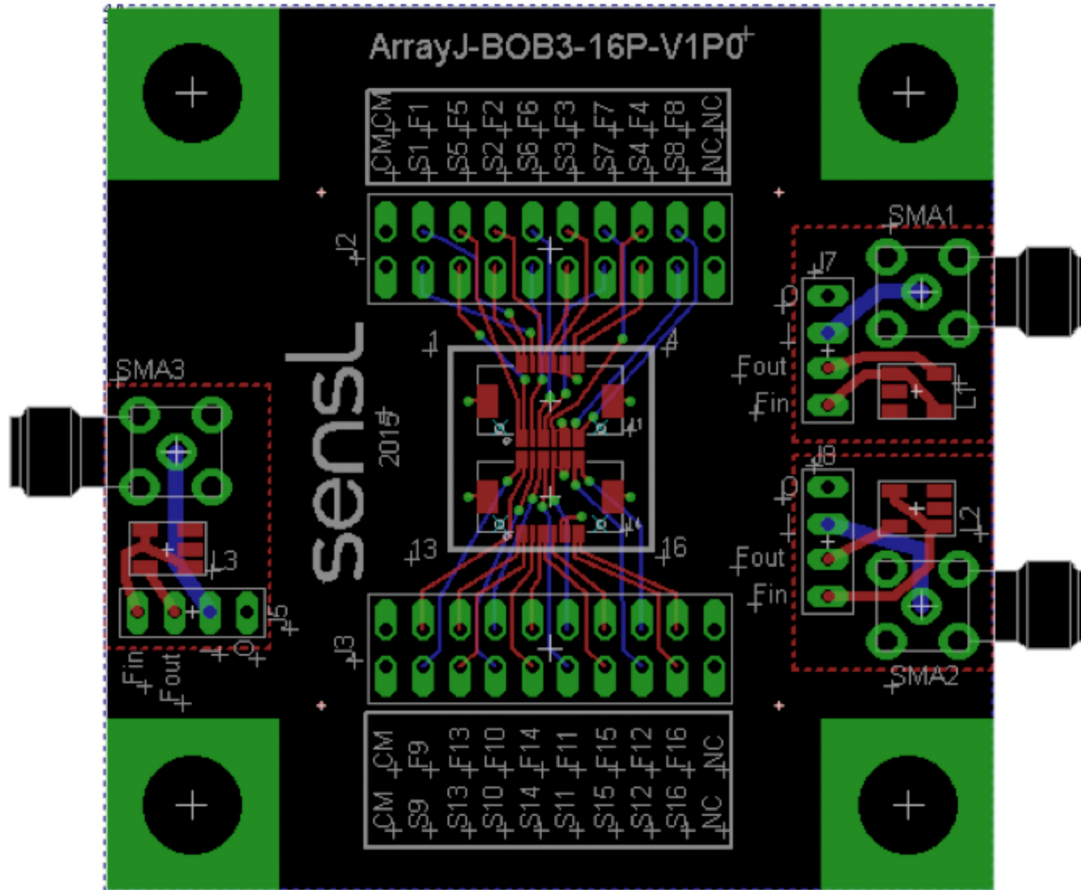 ArrayJ-BOB3-16P-V1P0
CM F1 F5 F2 F6 F3 F7 F4 F8 NC
CM S1 S5 S2 S6 S3 S7 S4 S8 NC
J2
SMA1
J7
O
I
Fout
Fin
L1
1
4
SMA3
sensL
2015
J8
O
I
Fout
Fin
L2
13
16
L3
J5
Fin
Fout
I
O
J3
SMA2
CM F9 F13 F10 F14 F11 F15 F12 F16 NC
CM S9 S13 S10 S14 S11 S15 S12 S16 NC